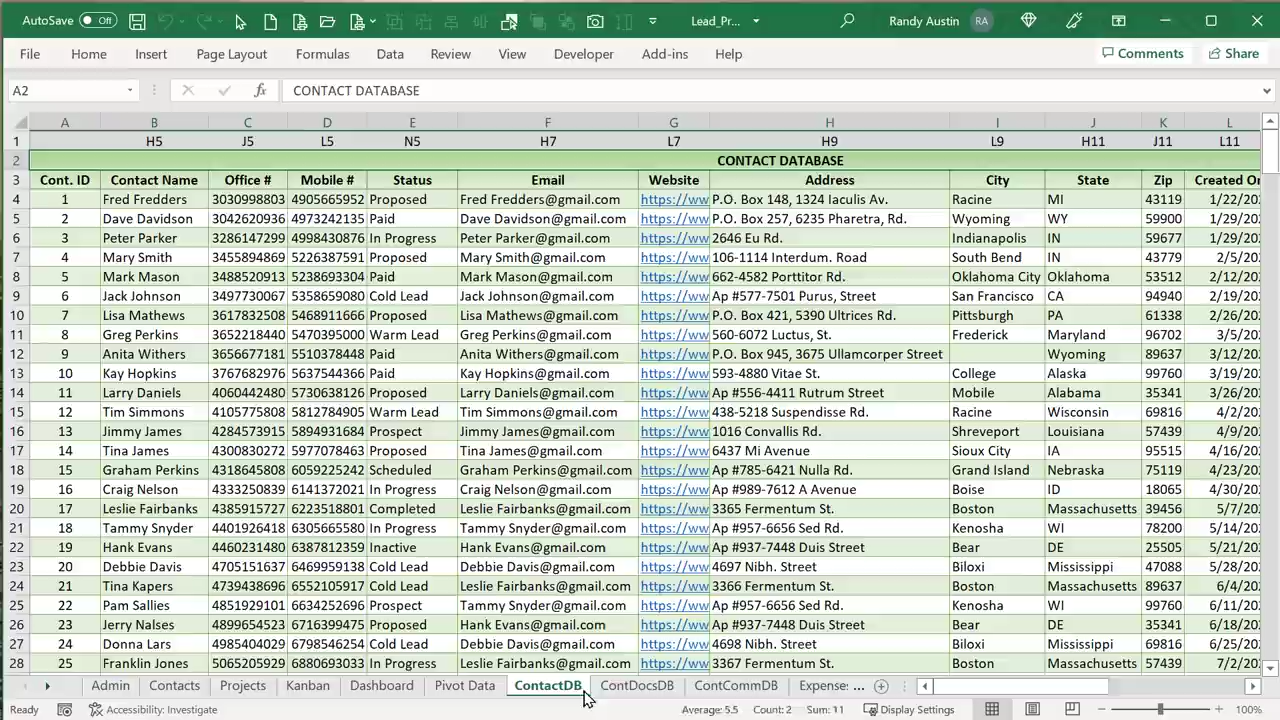 AutoSave Off Lead_Pr... Randy Austin RA
File Home Insert Page Layout Formulas Data Review View Developer Add-ins Help Comments Share
A2 fx CONTACT DATABASE
A B C D E F G H I J K L
1 H5 J5 L5 N5 H7 L7 H9 L9 H11 J11 L11
2 CONTACT DATABASE
3 Cont. ID Contact Name Office # Mobile # Status Email Website Address City State Zip Created On
4 1 Fred Fredders 3030998803 4905665952 Proposed Fred Fredders@gmail.com https://ww P.O. Box 148, 1324 Iaculis Av. Racine MI 43119 1/22/20
5 2 Dave Davidson 3042620936 4973242135 Paid Dave Davidson@gmail.com https://ww P.O. Box 257, 6235 Pharetra, Rd. Wyoming WY 59900 1/29/20
6 3 Peter Parker 3286147299 4998430876 In Progress Peter Parker@gmail.com https://ww 2646 Eu Rd. Indianapolis IN 59677 1/29/20
7 4 Mary Smith 3455894869 5226387591 Proposed Mary Smith@gmail.com https://ww 106-1114 Interdum. Road South Bend IN 43779 2/5/20
8 5 Mark Mason 3488520913 5238693304 Paid Mark Mason@gmail.com https://ww 662-4582 Porttitor Rd. Oklahoma City Oklahoma 53512 2/12/20
9 6 Jack Johnson 3497730067 5358659080 Cold Lead Jack Johnson@gmail.com https://ww Ap #577-7501 Purus, Street San Francisco CA 94940 2/19/20
10 7 Lisa Mathews 3617832508 5468911666 Proposed Lisa Mathews@gmail.com https://ww P.O. Box 421, 5390 Ultrices Rd. Pittsburgh PA 61338 2/26/20
11 8 Greg Perkins 3652218440 5470395000 Warm Lead Greg Perkins@gmail.com https://ww 560-6072 Luctus, St. Frederick Maryland 96702 3/5/20
12 9 Anita Withers 3656677181 5510378448 Paid Anita Withers@gmail.com https://ww P.O. Box 945, 3675 Ullamcorper Street Wyoming 89637 3/12/20
13 10 Kay Hopkins 3767682976 5637544366 Paid Kay Hopkins@gmail.com https://ww 593-4880 Vitae St. College Alaska 99760 3/19/20
14 11 Larry Daniels 4060442480 5730638126 Proposed Larry Daniels@gmail.com https://ww Ap #556-4411 Rutrum Street Mobile Alabama 35341 3/26/20
15 12 Tim Simmons 4105775808 5812784905 Warm Lead Tim Simmons@gmail.com https://ww 438-5218 Suspendisse Rd. Racine Wisconsin 69816 4/2/20
16 13 Jimmy James 4284573915 5894931684 Prospect Jimmy James@gmail.com https://ww 1016 Convallis Rd. Shreveport Louisiana 57439 4/9/20
17 14 Tina James 4300830272 5977078463 Proposed Tina James@gmail.com https://ww 6437 Mi Avenue Sioux City IA 95515 4/16/20
18 15 Graham Perkins 4318645808 6059225242 Scheduled Graham Perkins@gmail.com https://ww Ap #785-6421 Nulla Rd. Grand Island Nebraska 75119 4/23/20
19 16 Craig Nelson 4333250839 6141372021 In Progress Craig Nelson@gmail.com https://ww Ap #989-7612 A Avenue Boise ID 18065 4/30/20
20 17 Leslie Fairbanks 4385915727 6223518801 Completed Leslie Fairbanks@gmail.com https://ww 3365 Fermentum St. Boston Massachusetts 39456 5/7/20
21 18 Tammy Snyder 4401926418 6305665580 In Progress Tammy Snyder@gmail.com https://ww Ap #957-6656 Sed Rd. Kenosha WI 78200 5/14/20
22 19 Hank Evans 4460231480 6387812359 Inactive Hank Evans@gmail.com https://ww Ap #937-7448 Duis Street Bear DE 25505 5/21/20
23 20 Debbie Davis 4705151637 6469959138 Cold Lead Debbie Davis@gmail.com https://ww 4697 Nibh. Street Biloxi Mississippi 47088 5/28/20
24 21 Tina Kapers 4739438696 6552105917 Cold Lead Leslie Fairbanks@gmail.com https://ww 3366 Fermentum St. Boston Massachusetts 89637 6/4/20
25 22 Pam Sallies 4851929101 6634252696 Prospect Tammy Snyder@gmail.com https://ww Ap #957-6656 Sed Rd. Kenosha WI 99760 6/11/20
26 23 Jerry Nalses 4899654523 6716399475 Proposed Hank Evans@gmail.com https://ww Ap #937-7448 Duis Street Bear DE 35341 6/18/20
27 24 Donna Lars 4985404029 6798546254 Cold Lead Debbie Davis@gmail.com https://ww 4698 Nibh. Street Biloxi Mississippi 69816 6/25/20
28 25 Franklin Jones 5065205929 6880693033 In Progress Leslie Fairbanks@gmail.com https://ww 3367 Fermentum St. Boston Massachusetts 57439 7/2/20
Admin Contacts Projects Kanban Dashboard Pivot Data ContactDB ContDocsDB ContCommDB Expense: ...
Ready Accessibility: Investigate Average: 5.5 Count: 2 Sum: 11 Display Settings 100%